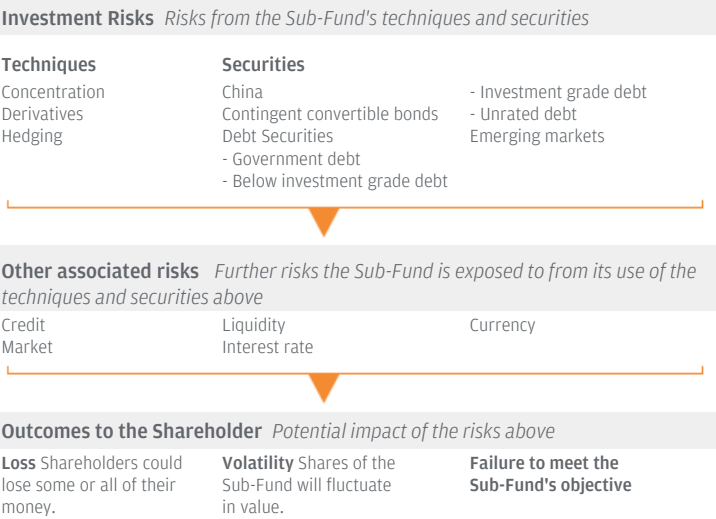 Investment Risks Risks from the Sub-Fund's techniques and securities
Techniques
Concentration
Derivatives
Hedging
Securities
China
Contingent convertible bonds
Debt Securities
- Government debt
- Below investment grade debt
- Investment grade debt
- Unrated debt
Emerging markets
Other associated risks Further risks the Sub-Fund is exposed to from its use of the
techniques and securities above
Credit
Market
Liquidity
Interest rate
Currency
Outcomes to the Shareholder Potential impact of the risks above
Loss Shareholders could
lose some or all of their
money.
Volatility Shares of the
Sub-Fund will fluctuate
in value.
Failure to meet the
Sub-Fund's objective